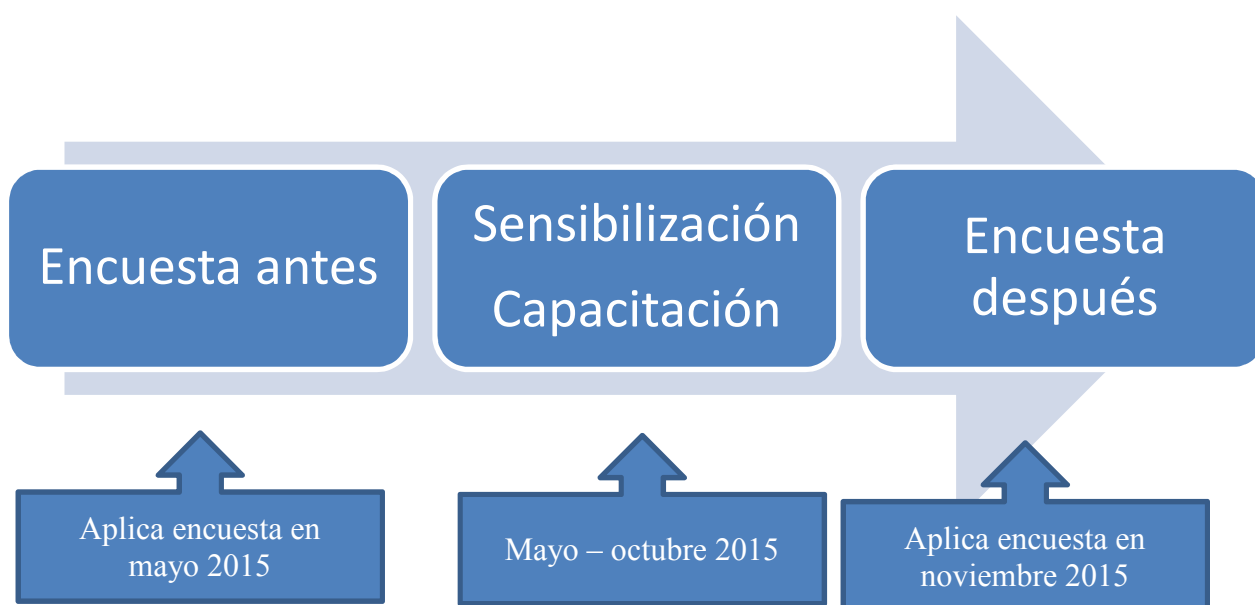 Encuesta antes
Sensibilización
Capacitación
Encuesta
después
Aplica encuesta en
mayo 2015
Mayo – octubre 2015
Aplica encuesta en
noviembre 2015